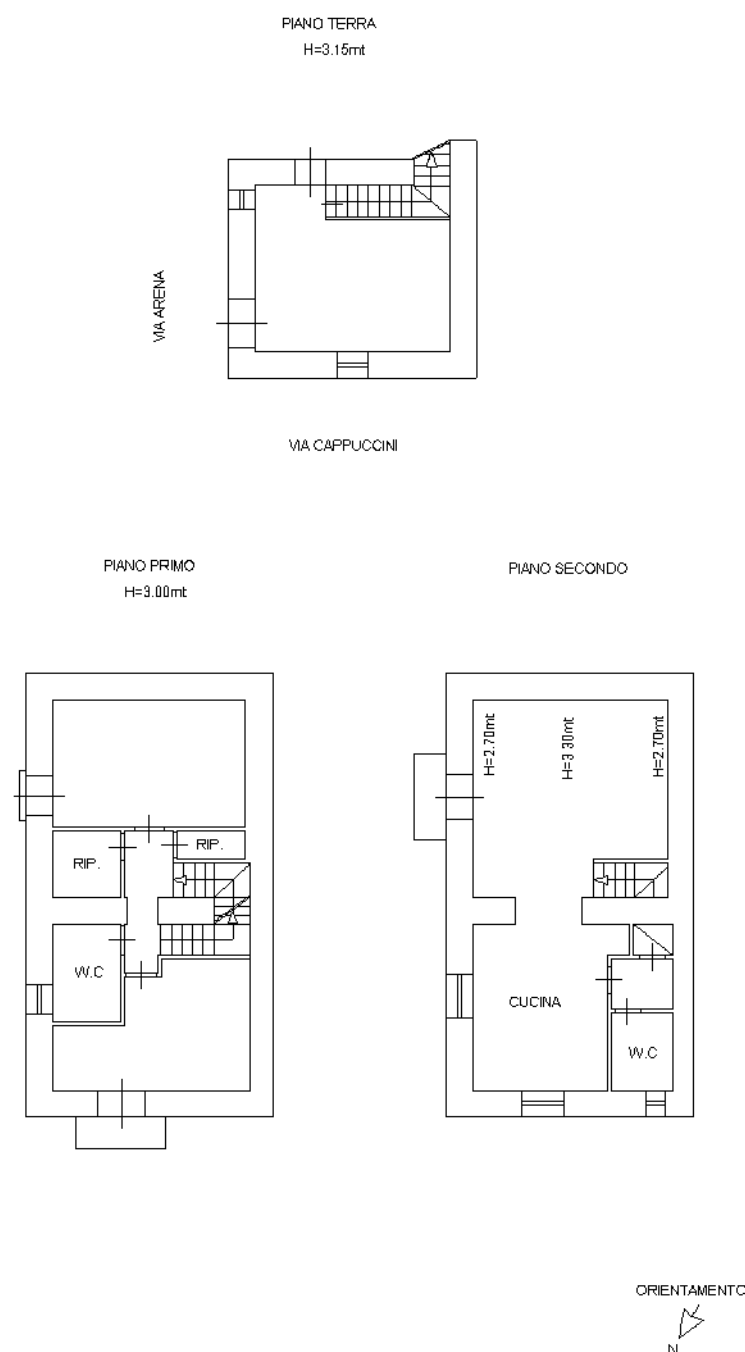 PIANO TERRA
H=3.15mt
VIA ARENA
VIA CAPPUCCINI
PIANO PRIMO
H=3.00mt
PIANO SECONDO
RIP.
RIP.
W.C
H=2.70mt
H=3.30mt
H=2.70mt
CUCINA
W.C
ORIENTAMENTO
N